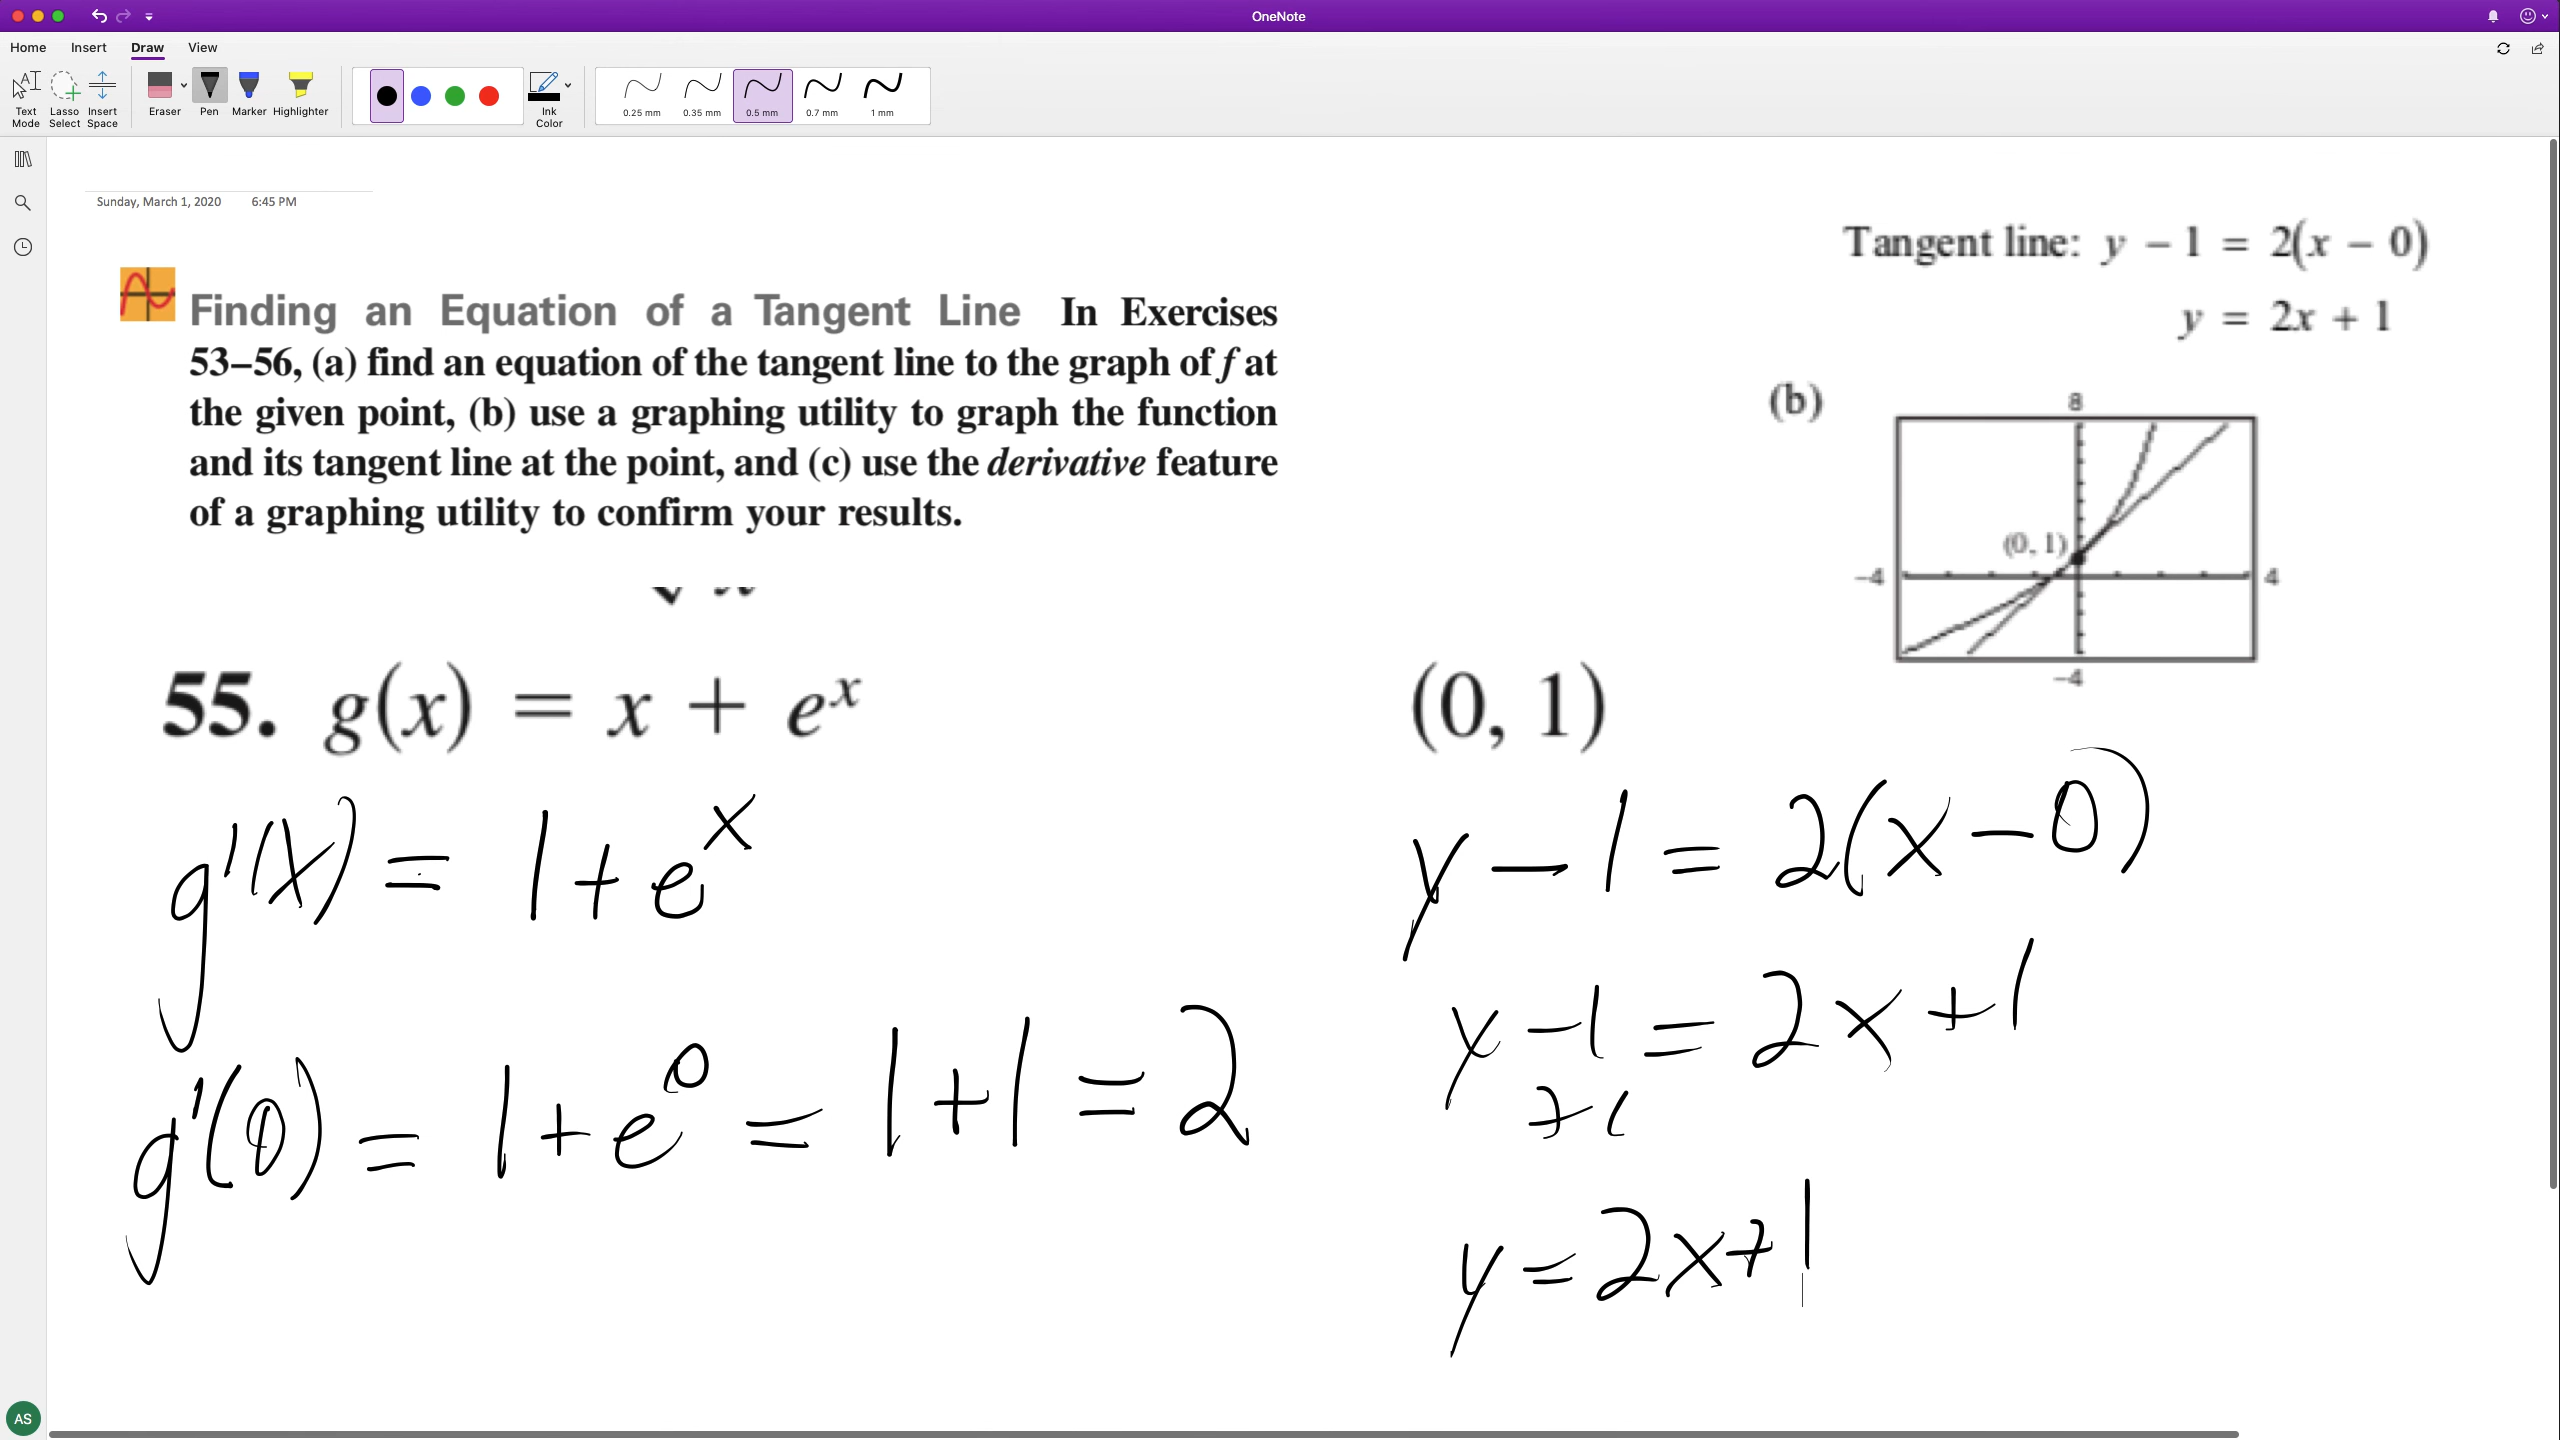 OneNote
Home Insert Draw View
Text Mode Lasso Select Insert Space Eraser Pen Marker Highlighter Ink Color 0.25 mm 0.35 mm 0.5 mm 0.7 mm 1 mm
Sunday, March 1, 2020 6:45 PM
Finding an Equation of a Tangent Line In Exercises
53–56, (a) find an equation of the tangent line to the graph of f at
the given point, (b) use a graphing utility to graph the function
and its tangent line at the point, and (c) use the derivative feature
of a graphing utility to confirm your results.
Tangent line: y − 1 = 2(x − 0)
y = 2x + 1
(b)
8
(0, 1)
−4 4
−4
55. g(x) = x + eˣ (0, 1)
g'(x) = 1 + eˣ
g'(0) = 1 + e⁰ = 1 + 1 = 2
y − 1 = 2(x − 0)
y − 1 = 2x + 1
+1
y = 2x + 1
AS